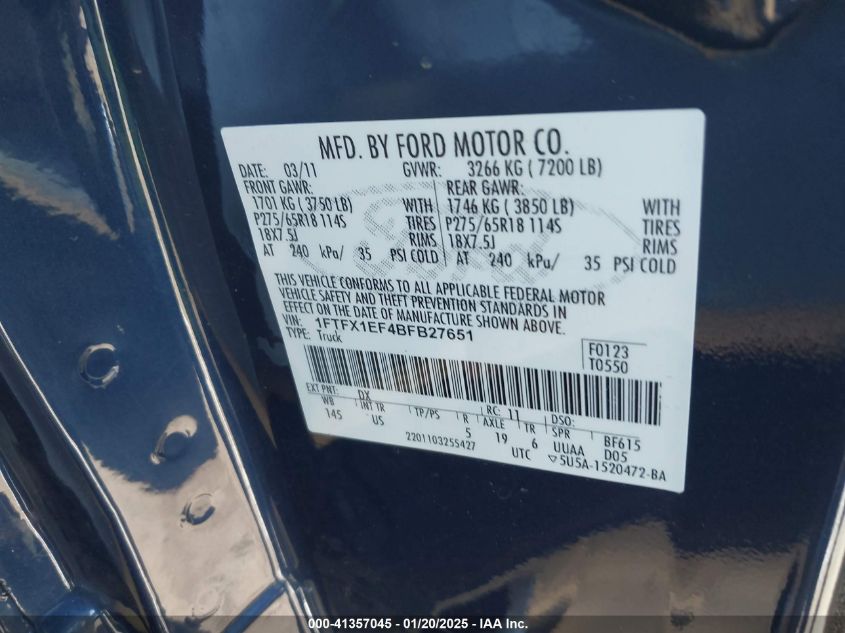 MFD. BY FORD MOTOR CO.
DATE: 03/11 GVWR: 3266 KG ( 7200 LB)
FRONT GAWR: REAR GAWR:
1701 KG (3750 LB) WITH 1746 KG (3850 LB) WITH
P275/65R18 114S TIRES P275/65R18 114S TIRES
18X7.5J RIMS 18X7.5J RIMS
AT 240 kPa/ 35 PSI COLD AT 240 kPa/ 35 PSI COLD
THIS VEHICLE CONFORMS TO ALL APPLICABLE FEDERAL MOTOR
VEHICLE SAFETY AND THEFT PREVENTION STANDARDS IN
EFFECT ON THE DATE OF MANUFACTURE SHOWN ABOVE.
VIN: 1FTFX1EF4BFB27651
TYPE: Truck
F0123
T0550
EXT PNT: DX RC: 11 DSO:
WB INT TR TP/PS R AXLE TR SPR BF615
145 US 5 19 6 UUAA D05
2201103255427 UTC ▽5U5A-1520472-BA
000-41357045 - 01/20/2025 - IAA Inc.